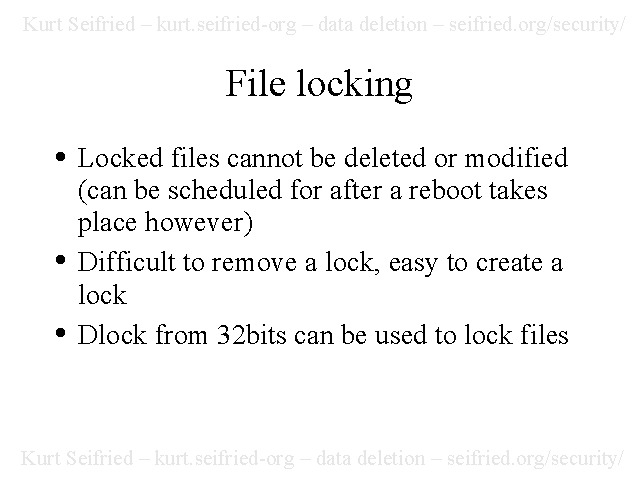 Kurt Seifried – kurt.seifried-org – data deletion – seifried.org/security/
File locking
• Locked files cannot be deleted or modified
(can be scheduled for after a reboot takes
place however)
• Difficult to remove a lock, easy to create a
lock
• Dlock from 32bits can be used to lock files
Kurt Seifried – kurt.seifried-org – data deletion – seifried.org/security/